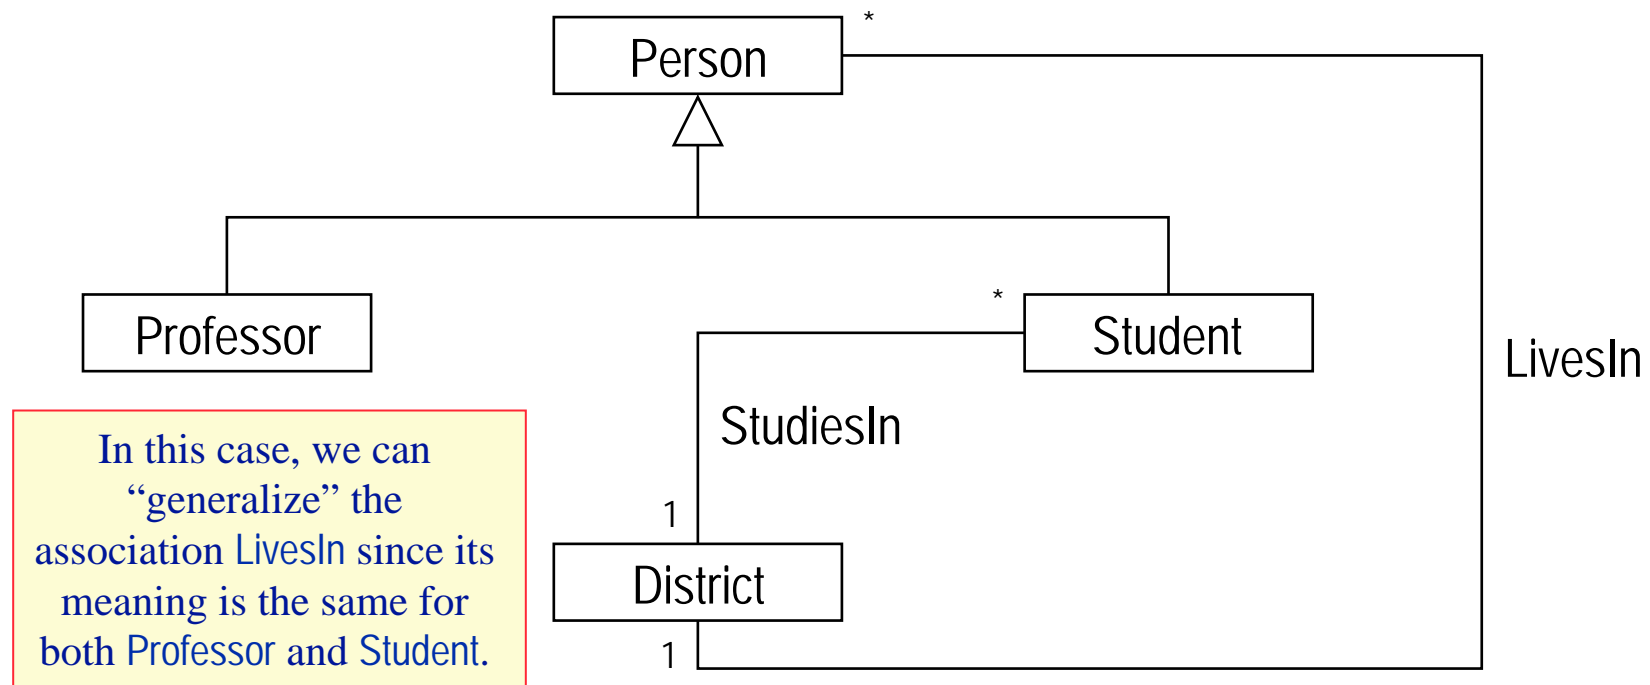 *
Person
Professor
*
Student
LivesIn
StudiesIn
In this case, we can
“generalize” the
association LivesIn since its
meaning is the same for
both Professor and Student.
1
District
1